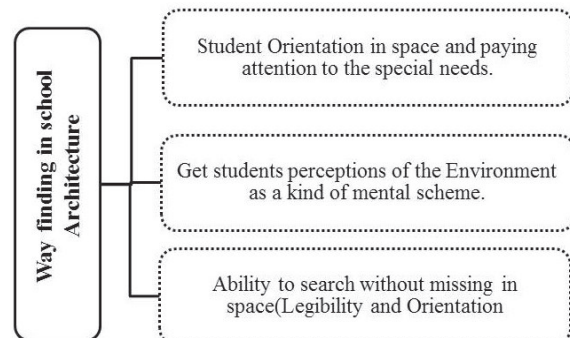 Way finding in school
Architecture
Student Orientation in space and paying
attention to the special needs.
Get students perceptions of the Environment
as a kind of mental scheme.
Ability to search without missing in
space(Legibility and Orientation